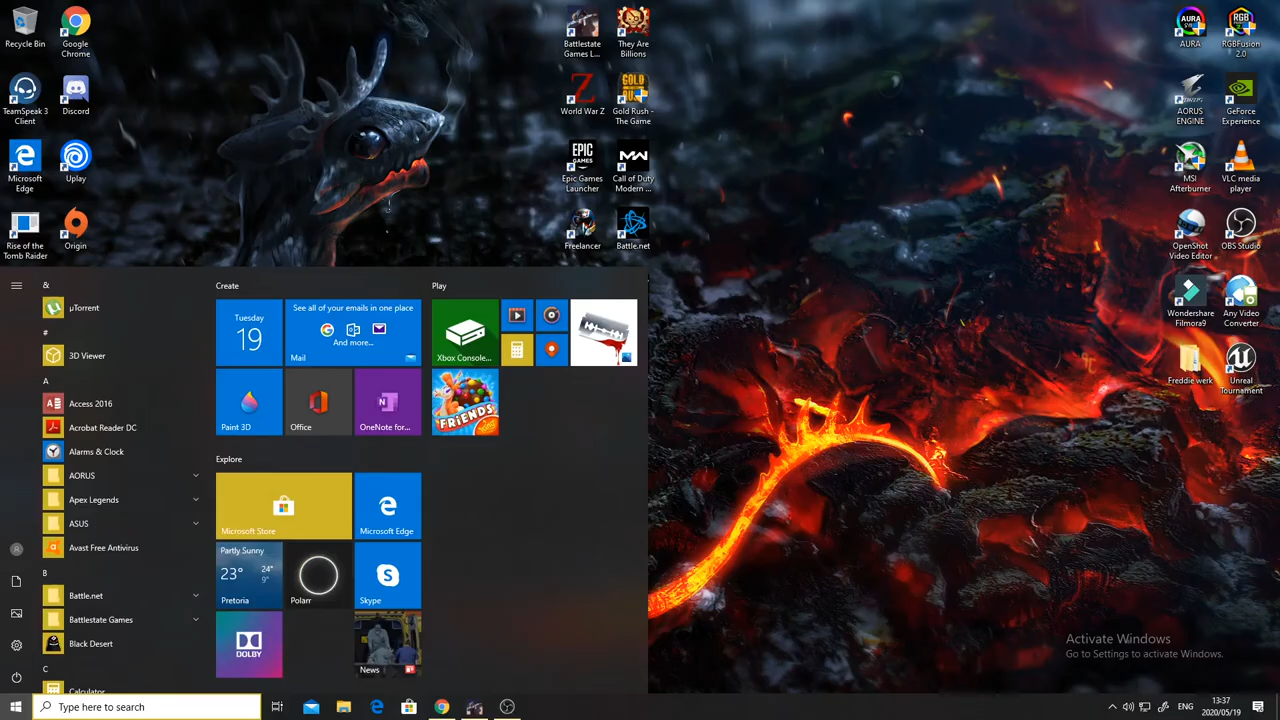 Recycle Bin
Google Chrome
TeamSpeak 3 Client
Discord
Microsoft Edge
Uplay
Rise of the Tomb Raider
Origin
Battlestate Games L...
They Are Billions
World War Z
Gold Rush - The Game
EPIC GAMES
Epic Games Launcher
Call of Duty Modern ...
Freelancer
Battle.net
AURA
AURA
RGB
RGBFusion 2.0
AORUS ENGINE
GeForce Experience
MSI Afterburner
VLC media player
OpenShot Video Editor
OBS Studio
Wondershare Filmora9
Any Video Converter
Freddie werk
Unreal Tournament
&
µTorrent
#
3D Viewer
A
Access 2016
Acrobat Reader DC
Alarms & Clock
AORUS
Apex Legends
ASUS
Avast Free Antivirus
B
Battle.net
Battlestate Games
Black Desert
C
Calculator
Create
Tuesday
19
See all of your emails in one place
And more...
Mail
Paint 3D
Office
OneNote for...
Explore
Microsoft Store
Microsoft Edge
Partly Sunny
23°
24°
9°
Pretoria
Polarr
Skype
DOLBY
News
Play
Xbox Console...
FRIENDS
King
Activate Windows
Go to Settings to activate Windows.
Type here to search
ENG
13:37
2020/05/19